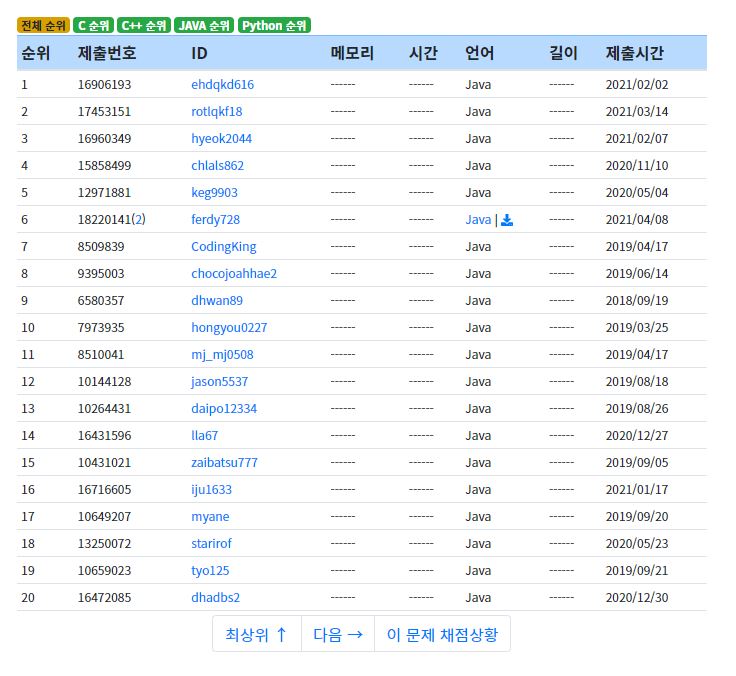 전체 순위 C 순위 C++ 순위 JAVA 순위 Python 순위
순위 제출번호 ID 메모리 시간 언어 길이 제출시간
1 16906193 ehdqkd616 ------ ------ Java ------ 2021/02/02
2 17453151 rotlqkf18 ------ ------ Java ------ 2021/03/14
3 16960349 hyeok2044 ------ ------ Java ------ 2021/02/07
4 15858499 chlals862 ------ ------ Java ------ 2020/11/10
5 12971881 keg9903 ------ ------ Java ------ 2020/05/04
6 18220141(2) ferdy728 ------ ------ Java | ------ 2021/04/08
7 8509839 CodingKing ------ ------ Java ------ 2019/04/17
8 9395003 chocojoahhae2 ------ ------ Java ------ 2019/06/14
9 6580357 dhwan89 ------ ------ Java ------ 2018/09/19
10 7973935 hongyou0227 ------ ------ Java ------ 2019/03/25
11 8510041 mj_mj0508 ------ ------ Java ------ 2019/04/17
12 10144128 jason5537 ------ ------ Java ------ 2019/08/18
13 10264431 daipo12334 ------ ------ Java ------ 2019/08/26
14 16431596 lla67 ------ ------ Java ------ 2020/12/27
15 10431021 zaibatsu777 ------ ------ Java ------ 2019/09/05
16 16716605 iju1633 ------ ------ Java ------ 2021/01/17
17 10649207 myane ------ ------ Java ------ 2019/09/20
18 13250072 starirof ------ ------ Java ------ 2020/05/23
19 10659023 tyo125 ------ ------ Java ------ 2019/09/21
20 16472085 dhadbs2 ------ ------ Java ------ 2020/12/30
최상위 ↑ 다음 → 이 문제 채점상황